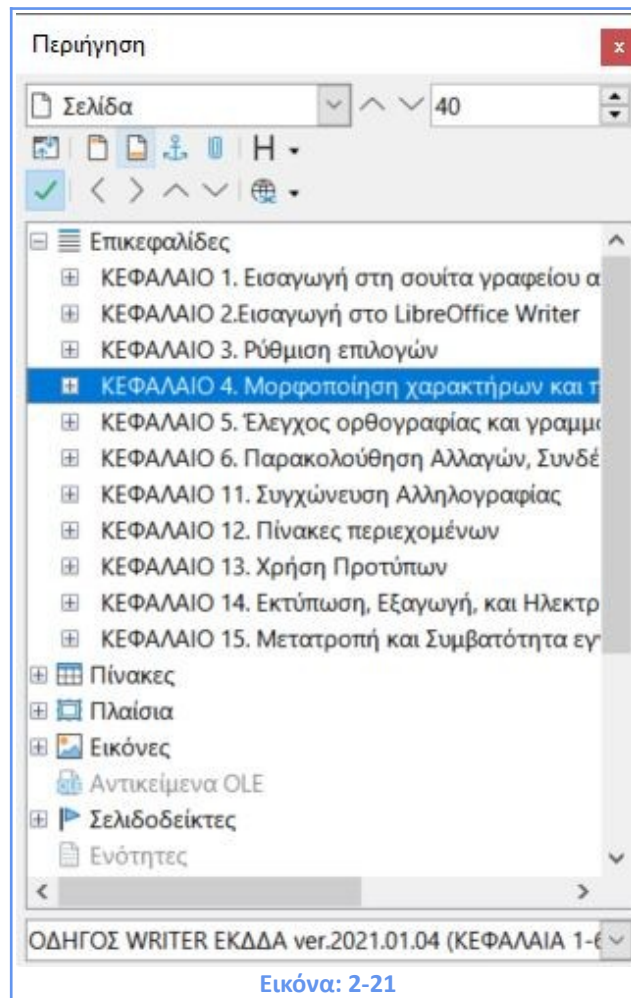 Περιήγηση
x
Σελίδα 40
H
Επικεφαλίδες
ΚΕΦΑΛΑΙΟ 1. Εισαγωγή στη σουίτα γραφείου α
ΚΕΦΑΛΑΙΟ 2.Εισαγωγή στο LibreOffice Writer
ΚΕΦΑΛΑΙΟ 3. Ρύθμιση επιλογών
ΚΕΦΑΛΑΙΟ 4. Μορφοποίηση χαρακτήρων και π
ΚΕΦΑΛΑΙΟ 5. Έλεγχος ορθογραφίας και γραμμα
ΚΕΦΑΛΑΙΟ 6. Παρακολούθηση Αλλαγών, Συνδέ
ΚΕΦΑΛΑΙΟ 11. Συγχώνευση Αλληλογραφίας
ΚΕΦΑΛΑΙΟ 12. Πίνακες περιεχομένων
ΚΕΦΑΛΑΙΟ 13. Χρήση Προτύπων
ΚΕΦΑΛΑΙΟ 14. Εκτύπωση, Εξαγωγή, και Ηλεκτρ
ΚΕΦΑΛΑΙΟ 15. Μετατροπή και Συμβατότητα εγ
Πίνακες
Πλαίσια
Εικόνες
Αντικείμενα OLE
Σελιδοδείκτες
Ενότητες
ΟΔΗΓΟΣ WRITER ΕΚΔΔΑ ver.2021.01.04 (ΚΕΦΑΛΑΙΑ 1-6
Εικόνα: 2-21